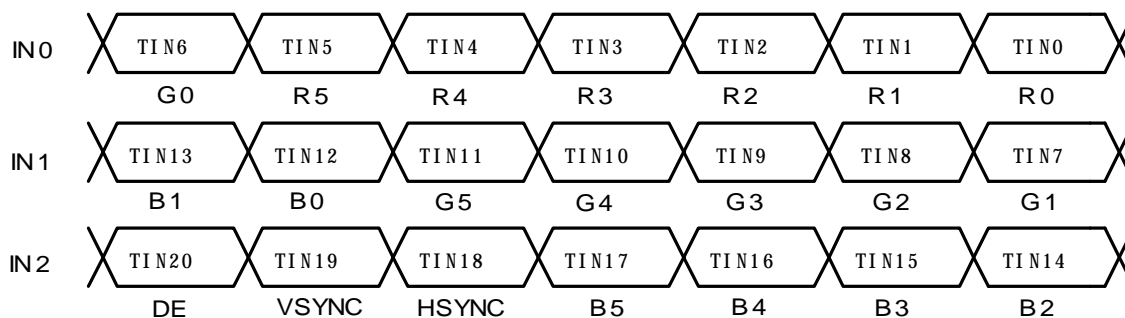 IN0 TIN6 TIN5 TIN4 TIN3 TIN2 TIN1 TIN0
G0 R5 R4 R3 R2 R1 R0
IN1 TIN13 TIN12 TIN11 TIN10 TIN9 TIN8 TIN7
B1 B0 G5 G4 G3 G2 G1
IN2 TIN20 TIN19 TIN18 TIN17 TIN16 TIN15 TIN14
DE VSYNC HSYNC B5 B4 B3 B2